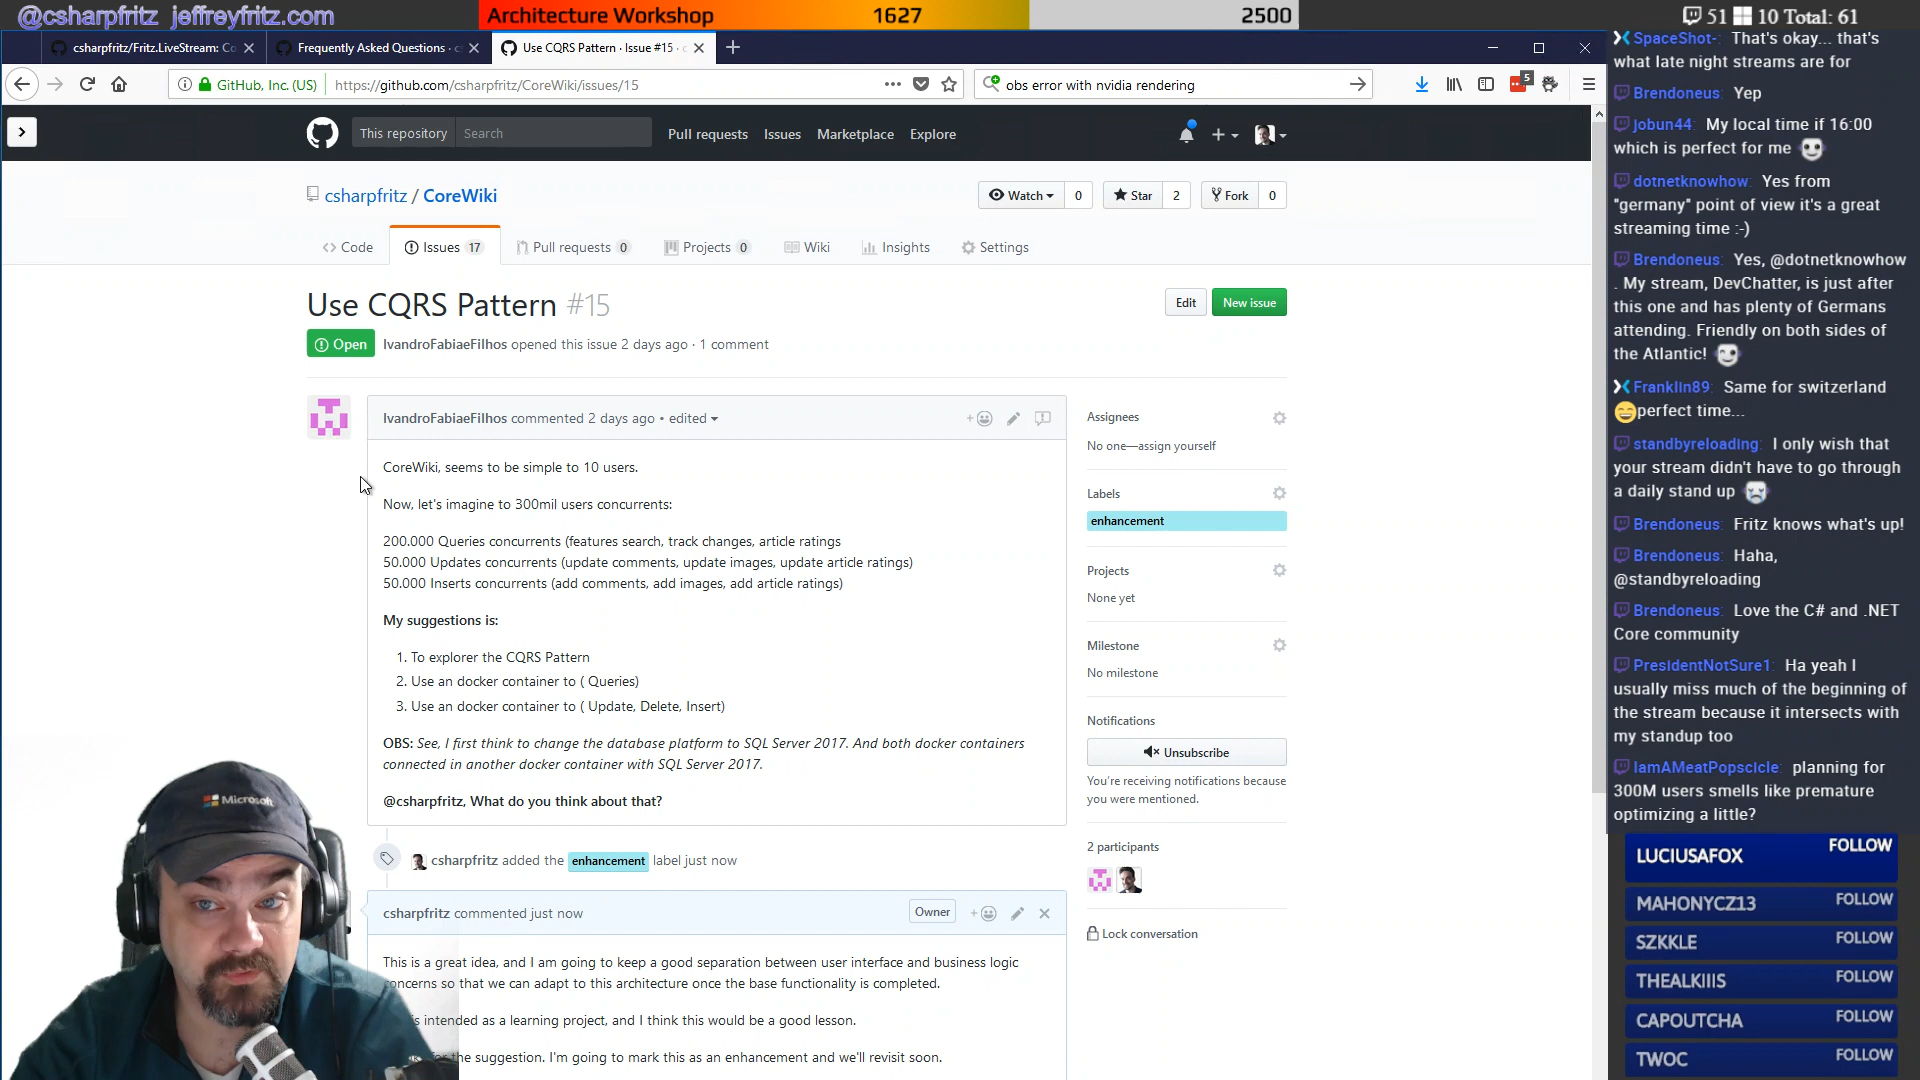 @csharpfritz jeffreyfritz.com
Architecture Workshop 1627 2500
51 10 Total: 61
csharpfritz/Fritz.LiveStream: Co
Frequently Asked Questions · c
Use CQRS Pattern · Issue #15 ·
GitHub, Inc. (US) https://github.com/csharpfritz/CoreWiki/issues/15
obs error with nvidia rendering
5
This repository Search
Pull requests Issues Marketplace Explore
csharpfritz / CoreWiki
Watch 0 Star 2 Fork 0
Code Issues 17 Pull requests 0 Projects 0 Wiki Insights Settings
Use CQRS Pattern #15
Edit New issue
Open IvandroFabiaeFilhos opened this issue 2 days ago · 1 comment
IvandroFabiaeFilhos commented 2 days ago • edited
CoreWiki, seems to be simple to 10 users.
Now, let's imagine to 300mil users concurrents:
200.000 Queries concurrents (features search, track changes, article ratings
50.000 Updates concurrents (update comments, update images, update article ratings)
50.000 Inserts concurrents (add comments, add images, add article ratings)
My suggestions is:
1. To explorer the CQRS Pattern
2. Use an docker container to ( Queries)
3. Use an docker container to ( Update, Delete, Insert)
OBS: See, I first think to change the database platform to SQL Server 2017. And both docker containers
connected in another docker container with SQL Server 2017.
@csharpfritz, What do you think about that?
csharpfritz added the enhancement label just now
csharpfritz commented just now Owner
This is a great idea, and I am going to keep a good separation between user interface and business logic
concerns so that we can adapt to this architecture once the base functionality is completed.
is intended as a learning project, and I think this would be a good lesson.
the suggestion. I'm going to mark this as an enhancement and we'll revisit soon.
Assignees
No one—assign yourself
Labels
enhancement
Projects
None yet
Milestone
No milestone
Notifications
Unsubscribe
You're receiving notifications because
you were mentioned.
2 participants
Lock conversation
Microsoft
SpaceShot-: That's okay... that's
what late night streams are for
Brendoneus: Yep
jobun44: My local time if 16:00
which is perfect for me
dotnetknowhow: Yes from
"germany" point of view it's a great
streaming time :-)
Brendoneus: Yes, @dotnetknowhow
. My stream, DevChatter, is just after
this one and has plenty of Germans
attending. Friendly on both sides of
the Atlantic!
Franklin89: Same for switzerland
perfect time...
standbyreloading: I only wish that
your stream didn't have to go through
a daily stand up
Brendoneus: Fritz knows what's up!
Brendoneus: Haha,
@standbyreloading
Brendoneus: Love the C# and .NET
Core community
PresidentNotSure1: Ha yeah I
usually miss much of the beginning of
the stream because it intersects with
my standup too
IamAMeatPopscicle: planning for
300M users smells like premature
optimizing a little?
LUCIUSAFOX FOLLOW
MAHONYCZ13 FOLLOW
SZKKLE FOLLOW
THEALKIIIS FOLLOW
CAPOUTCHA FOLLOW
TWOC FOLLOW